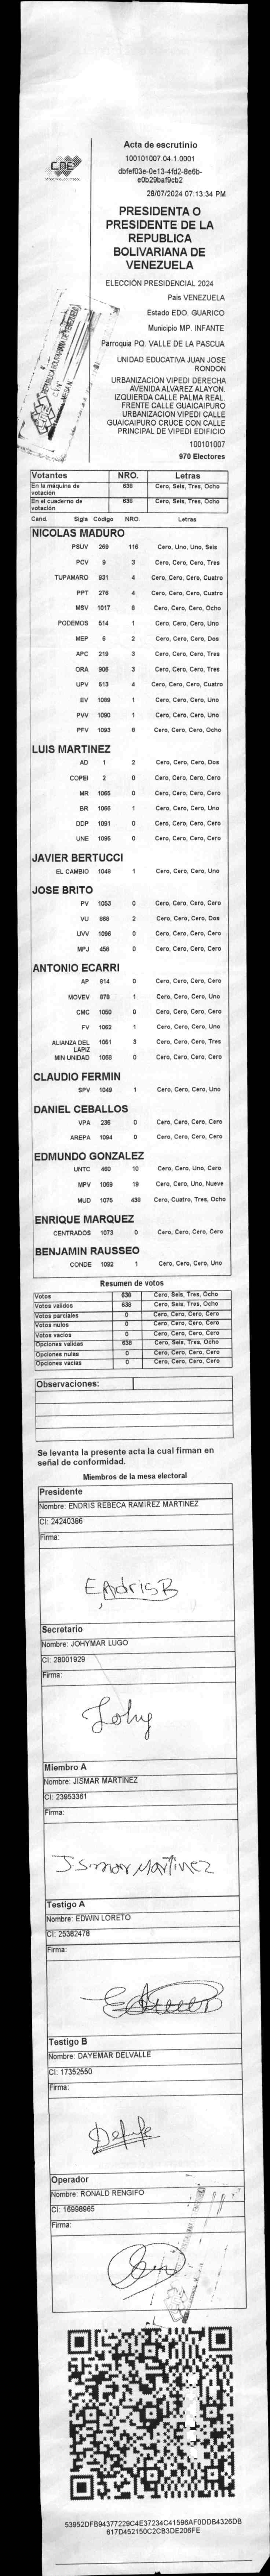 CNE
Acta de escrutinio
100101007.04.1.0001
dbfef03e-0e13-4fd2-8e6b-
e0b29baf9cb2
28/07/2024 07:13:34 PM
PRESIDENTA O
PRESIDENTE DE LA
REPUBLICA
BOLIVARIANA DE
VENEZUELA
ELECCIÓN PRESIDENCIAL 2024
Pais VENEZUELA
Estado EDO. GUARICO
Municipio MP. INFANTE
Parroquia PQ. VALLE DE LA PASCUA
UNIDAD EDUCATIVA JUAN JOSE
RONDON
URBANIZACION VIPEDI DERECHA
AVENIDA ALVAREZ ALAYON.
IZQUIERDA CALLE PALMA REAL.
FRENTE CALLE GUAICAIPURO
URBANIZACION VIPEDI CALLE
GUAICAIPURO CRUCE CON CALLE
PRINCIPAL DE VIPEDI EDIFICIO
100101007
970 Electores
Votantes NRO. Letras
En la máquina de votación 638 Cero, Seis, Tres, Ocho
En el cuaderno de votación 638 Cero, Seis, Tres, Ocho
Cand. Sigla Código NRO. Letras
NICOLAS MADURO
PSUV 269 116 Cero, Uno, Uno, Seis
PCV 9 3 Cero, Cero, Cero, Tres
TUPAMARO 931 4 Cero, Cero, Cero, Cuatro
PPT 276 4 Cero, Cero, Cero, Cuatro
MSV 1017 8 Cero, Cero, Cero, Ocho
PODEMOS 514 1 Cero, Cero, Cero, Uno
MEP 6 2 Cero, Cero, Cero, Dos
APC 219 3 Cero, Cero, Cero, Tres
ORA 906 3 Cero, Cero, Cero, Tres
UPV 613 4 Cero, Cero, Cero, Cuatro
EV 1089 1 Cero, Cero, Cero, Uno
PVV 1090 1 Cero, Cero, Cero, Uno
PFV 1093 8 Cero, Cero, Cero, Ocho
LUIS MARTINEZ
AD 1 2 Cero, Cero, Cero, Dos
COPEI 2 0 Cero, Cero, Cero, Cero
MR 1065 0 Cero, Cero, Cero, Cero
BR 1066 1 Cero, Cero, Cero, Uno
DDP 1091 0 Cero, Cero, Cero, Cero
UNE 1095 0 Cero, Cero, Cero, Cero
JAVIER BERTUCCI
EL CAMBIO 1048 1 Cero, Cero, Cero, Uno
JOSE BRITO
PV 1053 0 Cero, Cero, Cero, Cero
VU 868 2 Cero, Cero, Cero, Dos
UVV 1096 0 Cero, Cero, Cero, Cero
MPJ 456 0 Cero, Cero, Cero, Cero
ANTONIO ECARRI
AP 814 0 Cero, Cero, Cero, Cero
MOVEV 878 1 Cero, Cero, Cero, Uno
CMC 1050 0 Cero, Cero, Cero, Cero
FV 1062 1 Cero, Cero, Cero, Uno
ALIANZA DEL LAPIZ 1051 3 Cero, Cero, Cero, Tres
MIN UNIDAD 1068 0 Cero, Cero, Cero, Cero
CLAUDIO FERMIN
SPV 1049 1 Cero, Cero, Cero, Uno
DANIEL CEBALLOS
VPA 236 0 Cero, Cero, Cero, Cero
AREPA 1094 0 Cero, Cero, Cero, Cero
EDMUNDO GONZALEZ
UNTC 460 10 Cero, Cero, Uno, Cero
MPV 1069 19 Cero, Cero, Uno, Nueve
MUD 1075 438 Cero, Cuatro, Tres, Ocho
ENRIQUE MARQUEZ
CENTRADOS 1073 0 Cero, Cero, Cero, Cero
BENJAMIN RAUSSEO
CONDE 1092 1 Cero, Cero, Cero, Uno
Resumen de votos
Votos 638 Cero, Seis, Tres, Ocho
Votos validos 638 Cero, Seis, Tres, Ocho
Votos parciales 0 Cero, Cero, Cero, Cero
Votos nulos 0 Cero, Cero, Cero, Cero
Votos vacios 0 Cero, Cero, Cero, Cero
Opciones validas 638 Cero, Seis, Tres, Ocho
Opciones nulas 0 Cero, Cero, Cero, Cero
Opciones vacias 0 Cero, Cero, Cero, Cero
Observaciones:
Se levanta la presente acta la cual firman en
señal de conformidad.
Miembros de la mesa electoral
Presidente
Nombre: ENDRIS REBECA RAMIREZ MARTINEZ
CI: 24240386
Firma:
EndrisB
Secretario
Nombre: JOHYMAR LUGO
CI: 28001929
Firma:
Johy
Miembro A
Nombre: JISMAR MARTINEZ
CI: 23953361
Firma:
Jismar Martinez
Testigo A
Nombre: EDWIN LORETO
CI: 25382478
Firma:
Testigo B
Nombre: DAYEMAR DELVALLE
CI: 17352550
Firma:
Operador
Nombre: RONALD RENGIFO
CI: 16998965
Firma:
53952DFB94377229C4E37234C41596AF0DDB4326DB
617D452150C2CB3DE206FE